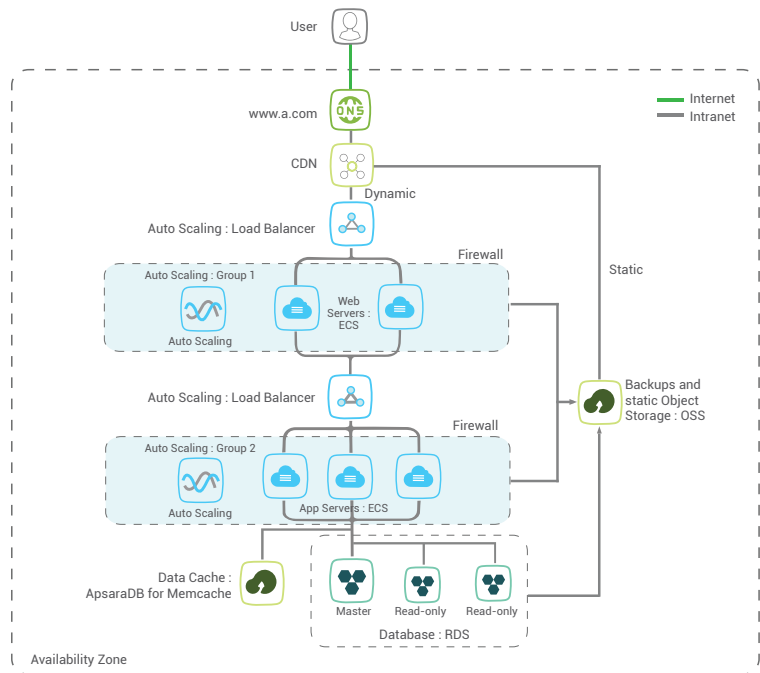 User
www.a.com
ONS
Internet
Intranet
CDN
Dynamic
Auto Scaling : Load Balancer
Firewall
Auto Scaling : Group 1
Static
Web
Servers :
ECS
Auto Scaling
Auto Scaling : Load Balancer
Backups and
static Object
Storage : OSS
Firewall
Auto Scaling : Group 2
Auto Scaling
App Servers : ECS
Data Cache :
ApsaraDB for Memcache
Master
Read-only
Read-only
Database : RDS
Availability Zone